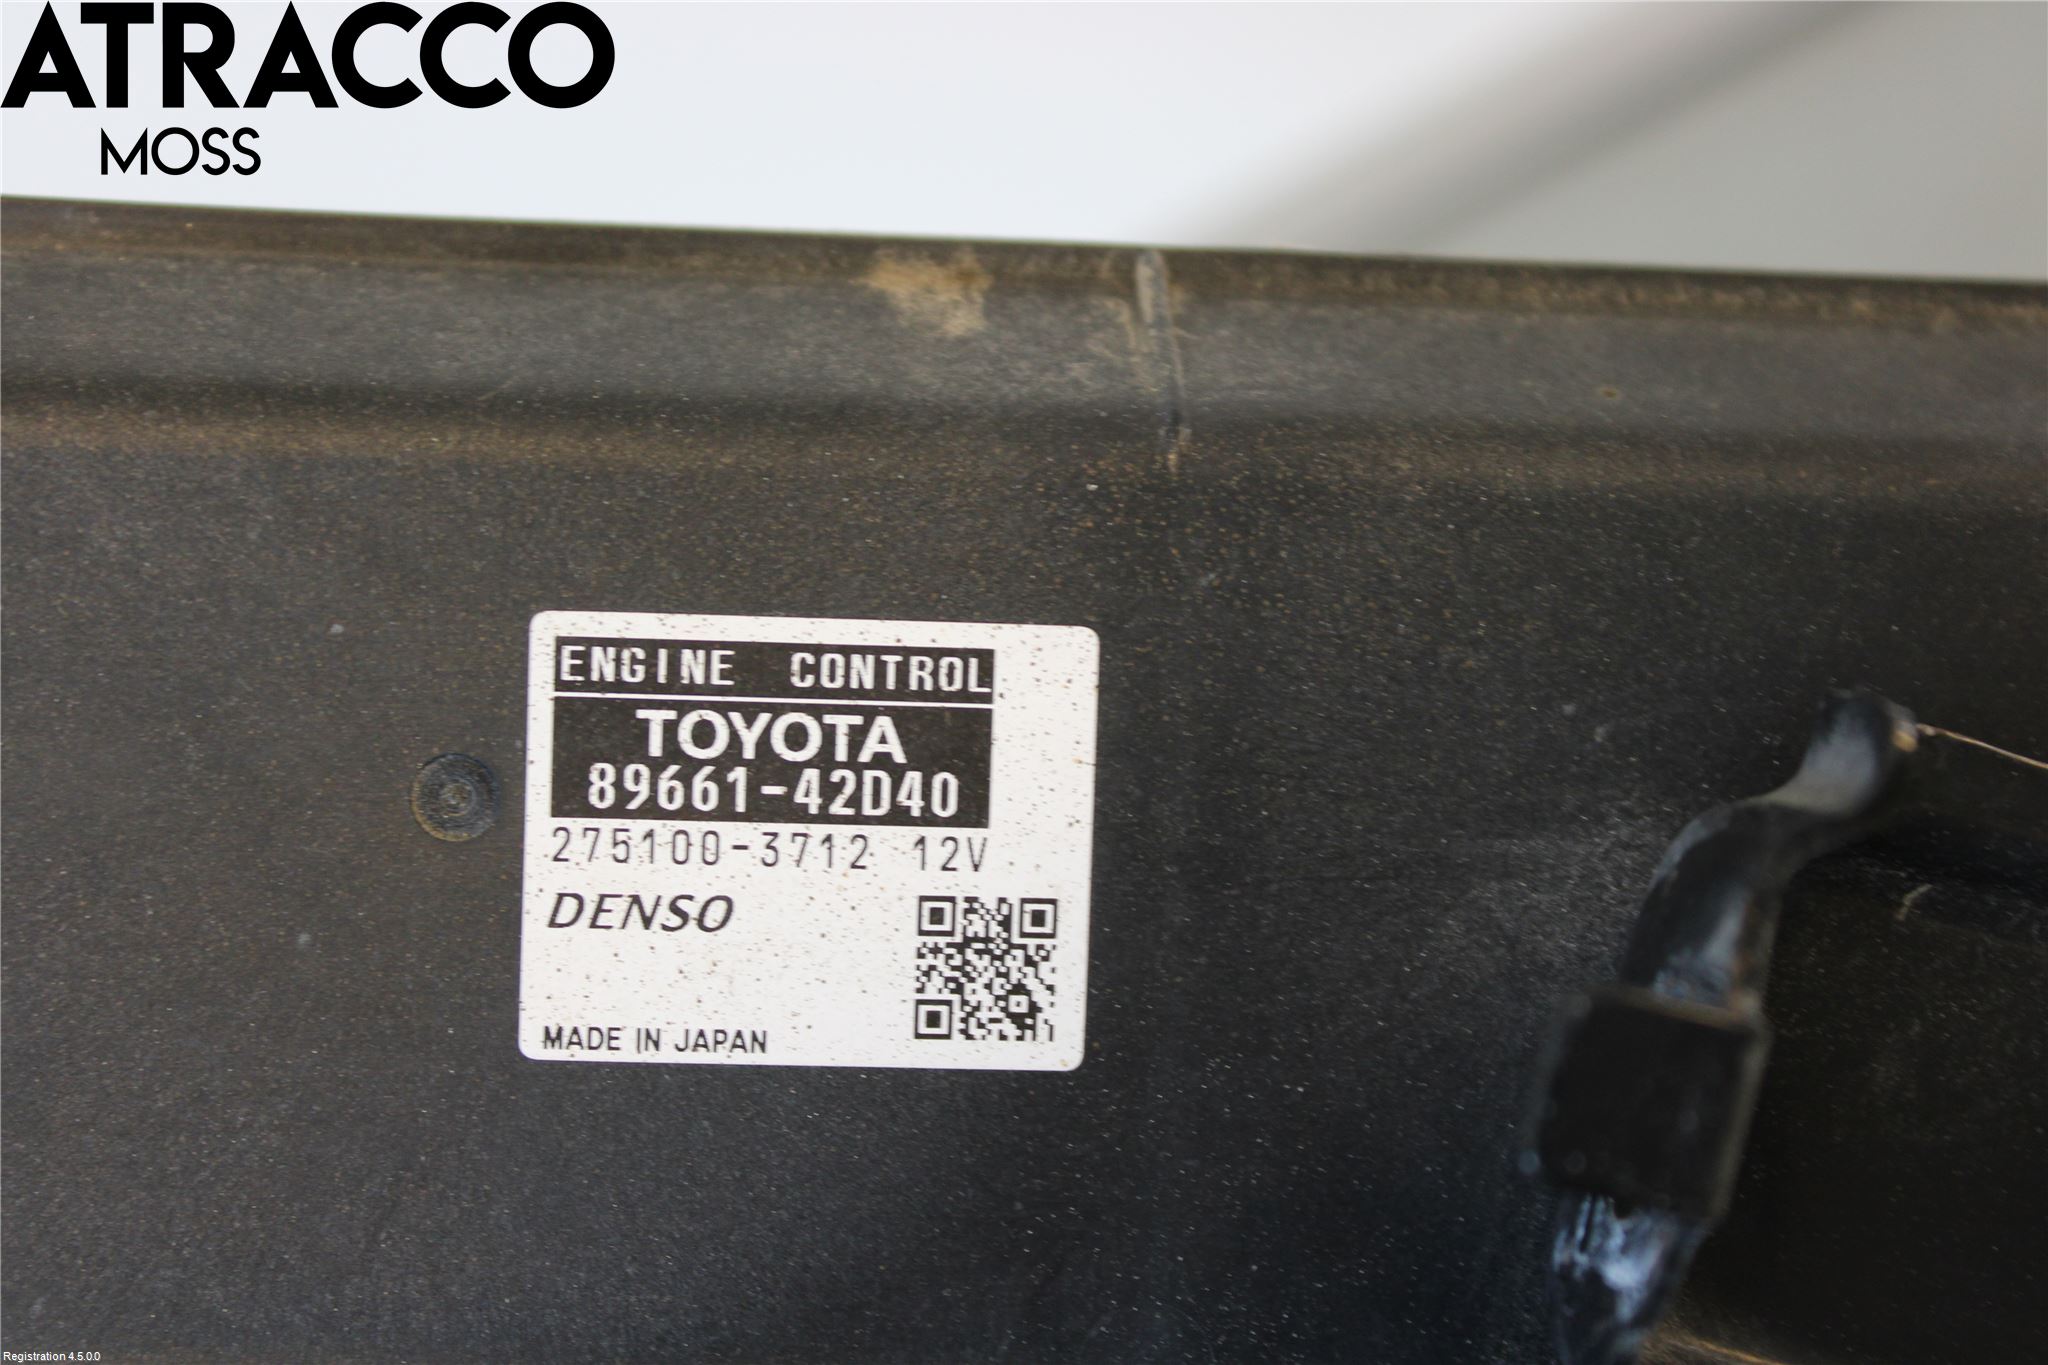 ATRACCO
MOSS
ENGINE CONTROL
TOYOTA
89661-42D40
275100-3712 12V
DENSO
MADE IN JAPAN
Registration 4.5.0.0